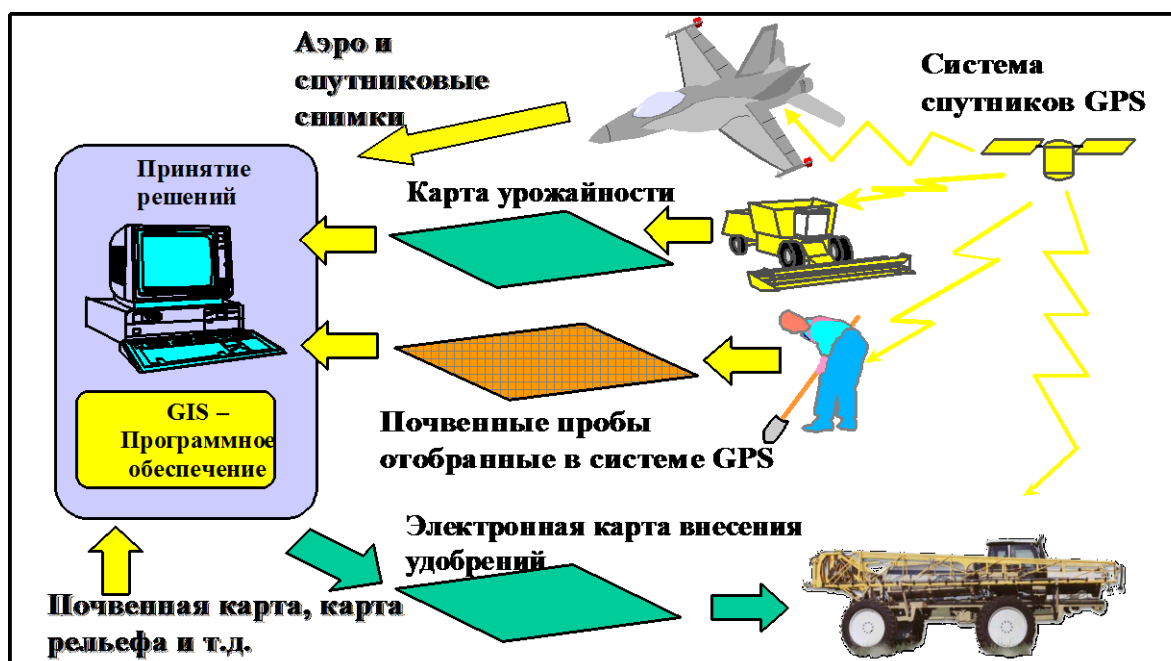 Аэро и
спутниковые
снимки
Система
спутников GPS
Принятие
решений
Карта урожайности
GIS –
Программное
обеспечение
Почвенные пробы
отобранные в системе GPS
Электронная карта внесения
удобрений
Почвенная карта, карта
рельефа и т.д.